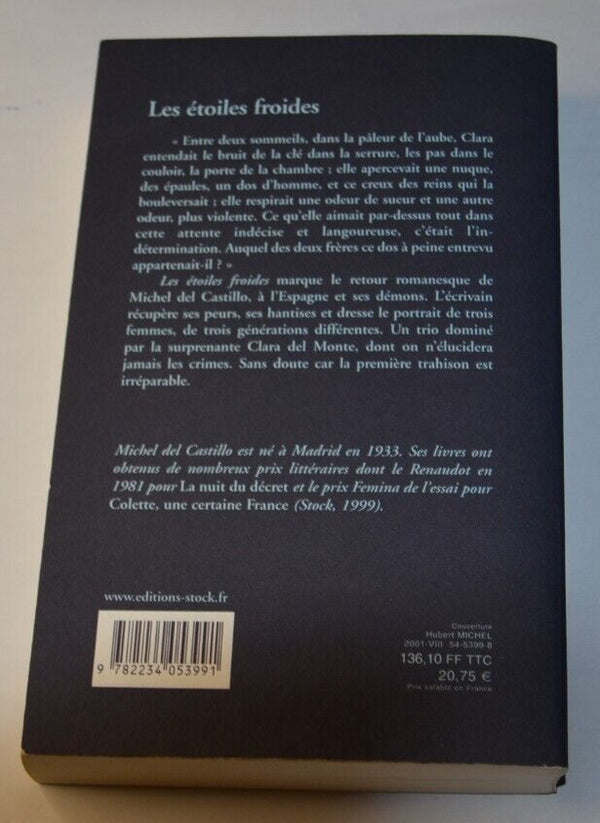 Les étoiles froides
« Entre deux sommeils, dans la pâleur de l'aube, Clara
entendait le bruit de la clé dans la serrure, les pas dans le
couloir, la porte de la chambre ; elle apercevait une nuque,
des épaules, un dos d'homme, et ce creux des reins qui la
bouleversait ; elle respirait une odeur de sueur et une autre
odeur, plus violente. Ce qu'elle aimait par-dessus tout dans
cette attente indécise et langoureuse, c'était l'in-
détermination. Auquel des deux frères ce dos à peine entrevu
appartenait-il ? »
Les étoiles froides marque le retour romanesque de
Michel del Castillo, à l'Espagne et ses démons. L'écrivain
récupère ses peurs, ses hantises et dresse le portrait de trois
femmes, de trois générations différentes. Un trio dominé
par la surprenante Clara del Monte, dont on n'élucidera
jamais les crimes. Sans doute car la première trahison est
irréparable.
Michel del Castillo est né à Madrid en 1933. Ses livres ont
obtenus de nombreux prix littéraires dont le Renaudot en
1981 pour La nuit du décret et le prix Femina de l'essai pour
Colette, une certaine France (Stock, 1999).
www.editions-stock.fr
9 782234 053991
Couverture
Hubert MICHEL
2001-VIII 54-5399-8
136,10 FF TTC
20,75 €
Prix valable en France